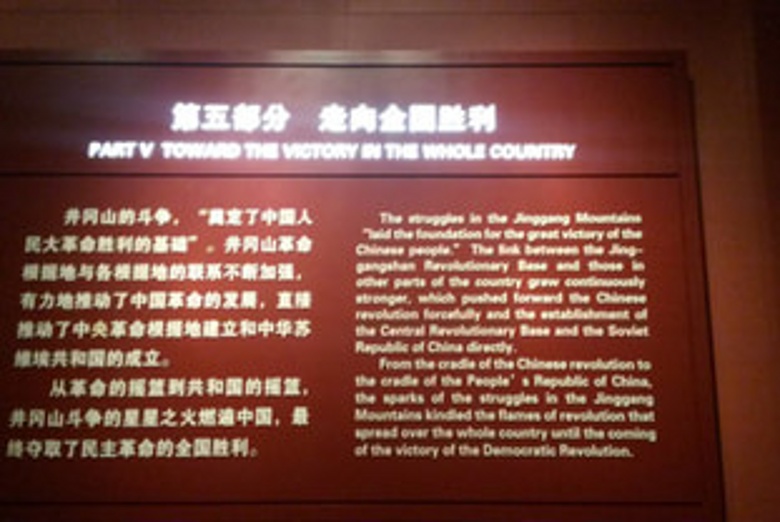 第五部分 走向全国胜利
PART V TOWARD THE VICTORY IN THE WHOLE COUNTRY
井冈山的斗争，“奠定了中国人
民大革命胜利的基础”。井冈山革命
根据地与各根据地的联系不断加强，
有力地推动了中国革命的发展，直接
推动了中央革命根据地建立和中华苏
维埃共和国的成立。
从革命的摇篮到共和国的摇篮，
井冈山斗争的星星之火燃遍中国，最
终夺取了民主革命的全国胜利。
The struggles in the Jinggang Mountains
"laid the foundation for the great victory of the
Chinese people." The link between the Jing-
gangshan Revolutionary Base and those in
other parts of the country grew continuously
stronger, which pushed forward the Chinese
revolution forcefully and the establishment of
the Central Revolutionary Base and the Soviet
Republic of China directly.
From the cradle of the Chinese revolution to
the cradle of the People's Republic of China,
the sparks of the struggles in the Jinggang
Mountains kindled the flames of revolution that
spread over the whole country until the coming
of the victory of the Democratic Revolution.